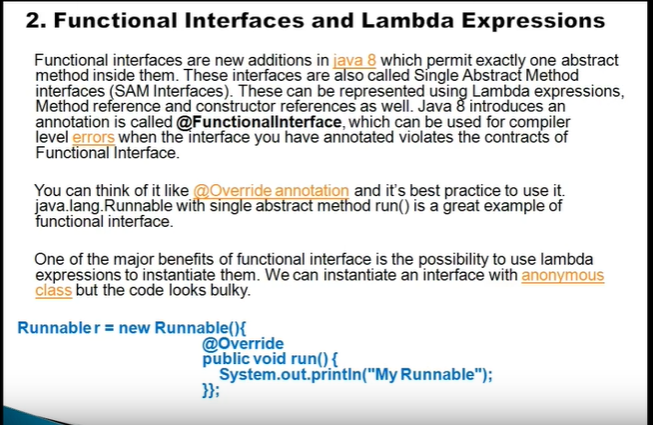 2. Functional Interfaces and Lambda Expressions
Functional interfaces are new additions in java 8 which permit exactly one abstract
method inside them. These interfaces are also called Single Abstract Method
interfaces (SAM Interfaces). These can be represented using Lambda expressions,
Method reference and constructor references as well. Java 8 introduces an
annotation is called @FunctionalInterface, which can be used for compiler
level errors when the interface you have annotated violates the contracts of
Functional Interface.
You can think of it like @Override annotation and it's best practice to use it.
java.lang.Runnable with single abstract method run() is a great example of
functional interface.
One of the major benefits of functional interface is the possibility to use lambda
expressions to instantiate them. We can instantiate an interface with anonymous
class but the code looks bulky.
Runnable r = new Runnable(){
@Override
public void run() {
System.out.println("My Runnable");
}};